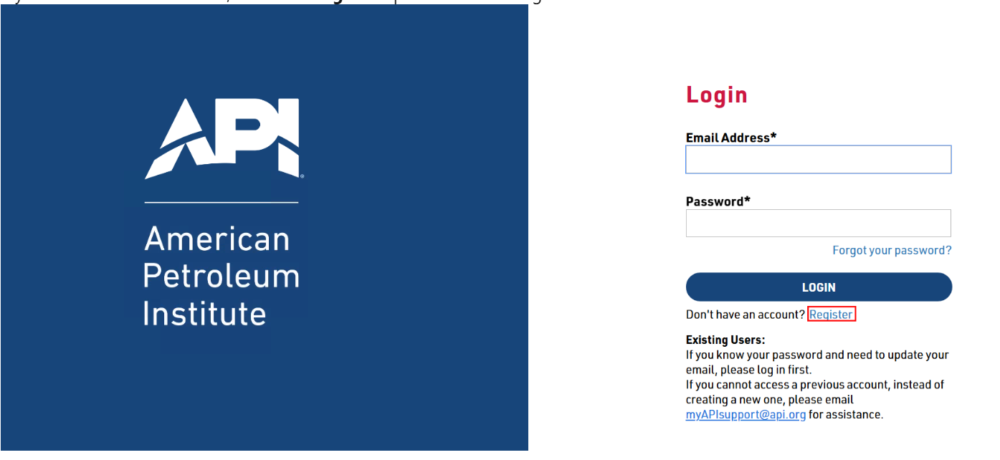 API®
American
Petroleum
Institute
Login
Email Address*
Password*
Forgot your password?
LOGIN
Don't have an account? Register
Existing Users:
If you know your password and need to update your
email, please log in first.
If you cannot access a previous account, instead of
creating a new one, please email
myAPIsupport@api.org for assistance.